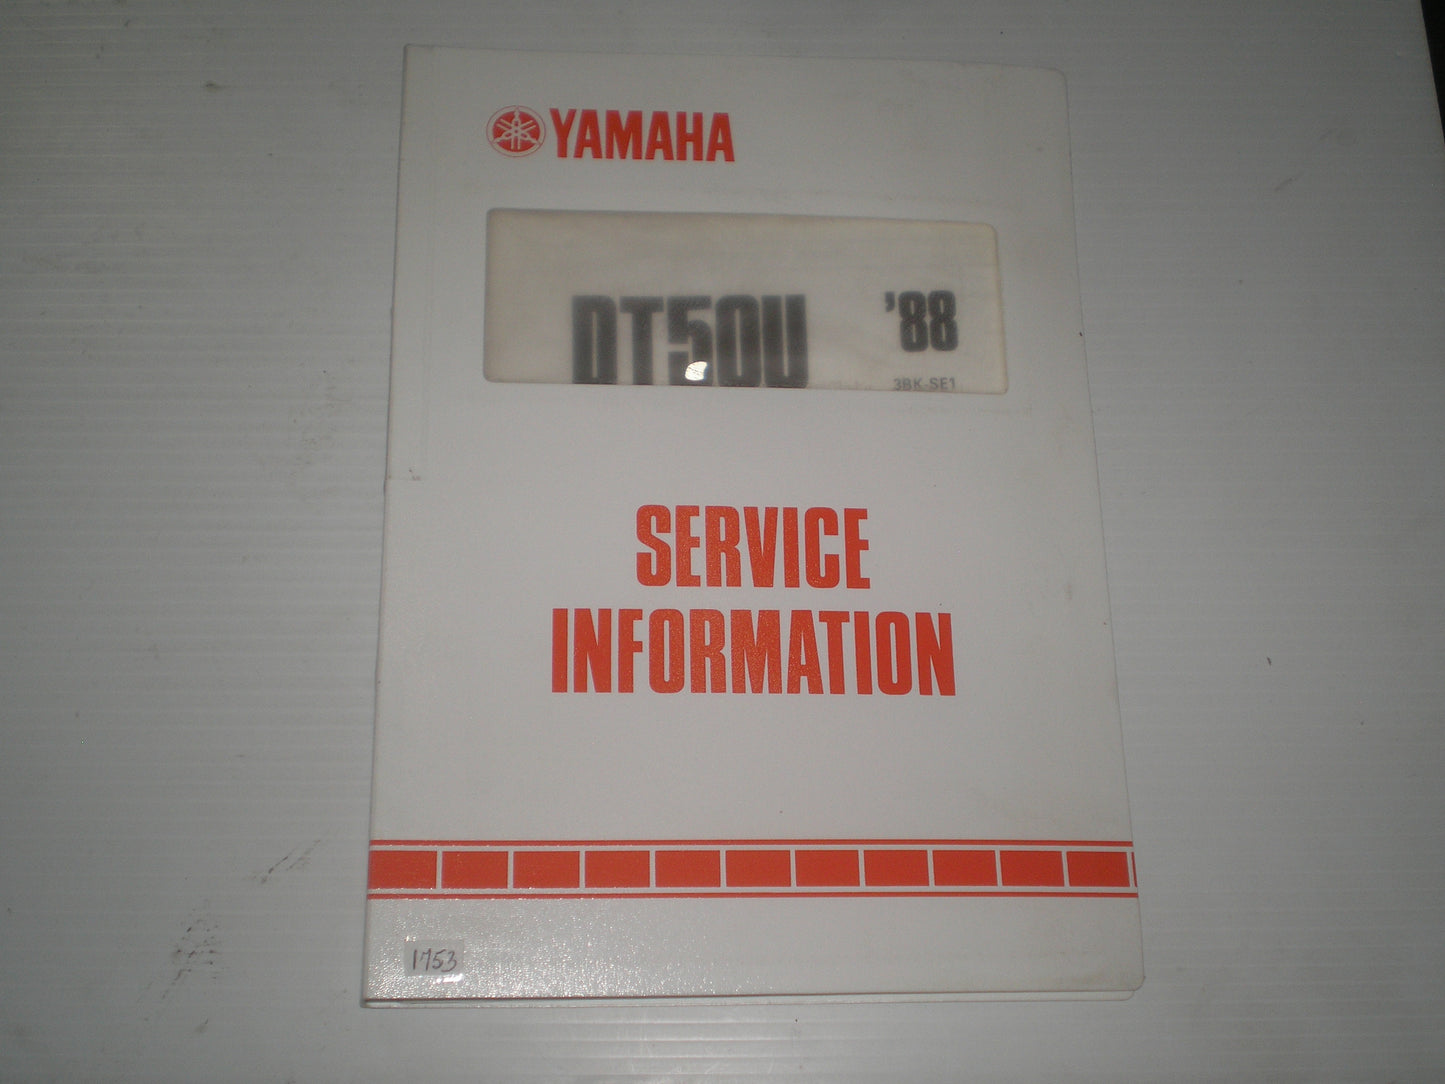 YAMAHA
DT50U '88
3BK-SE1
SERVICE
INFORMATION
1753